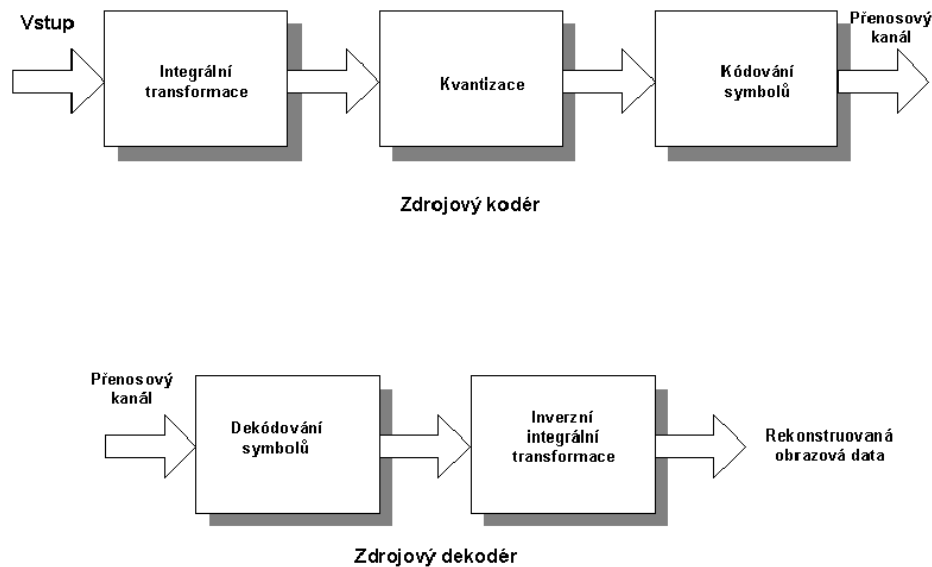 Vstup
Integrální
transformace
Kvantizace
Kódování
symbolů
Přenosový
kanál
Zdrojový kodér
Přenosový
kanál
Dekódování
symbolů
Inverzní
integrální
transformace
Rekonstruovaná
obrazová data
Zdrojový dekodér